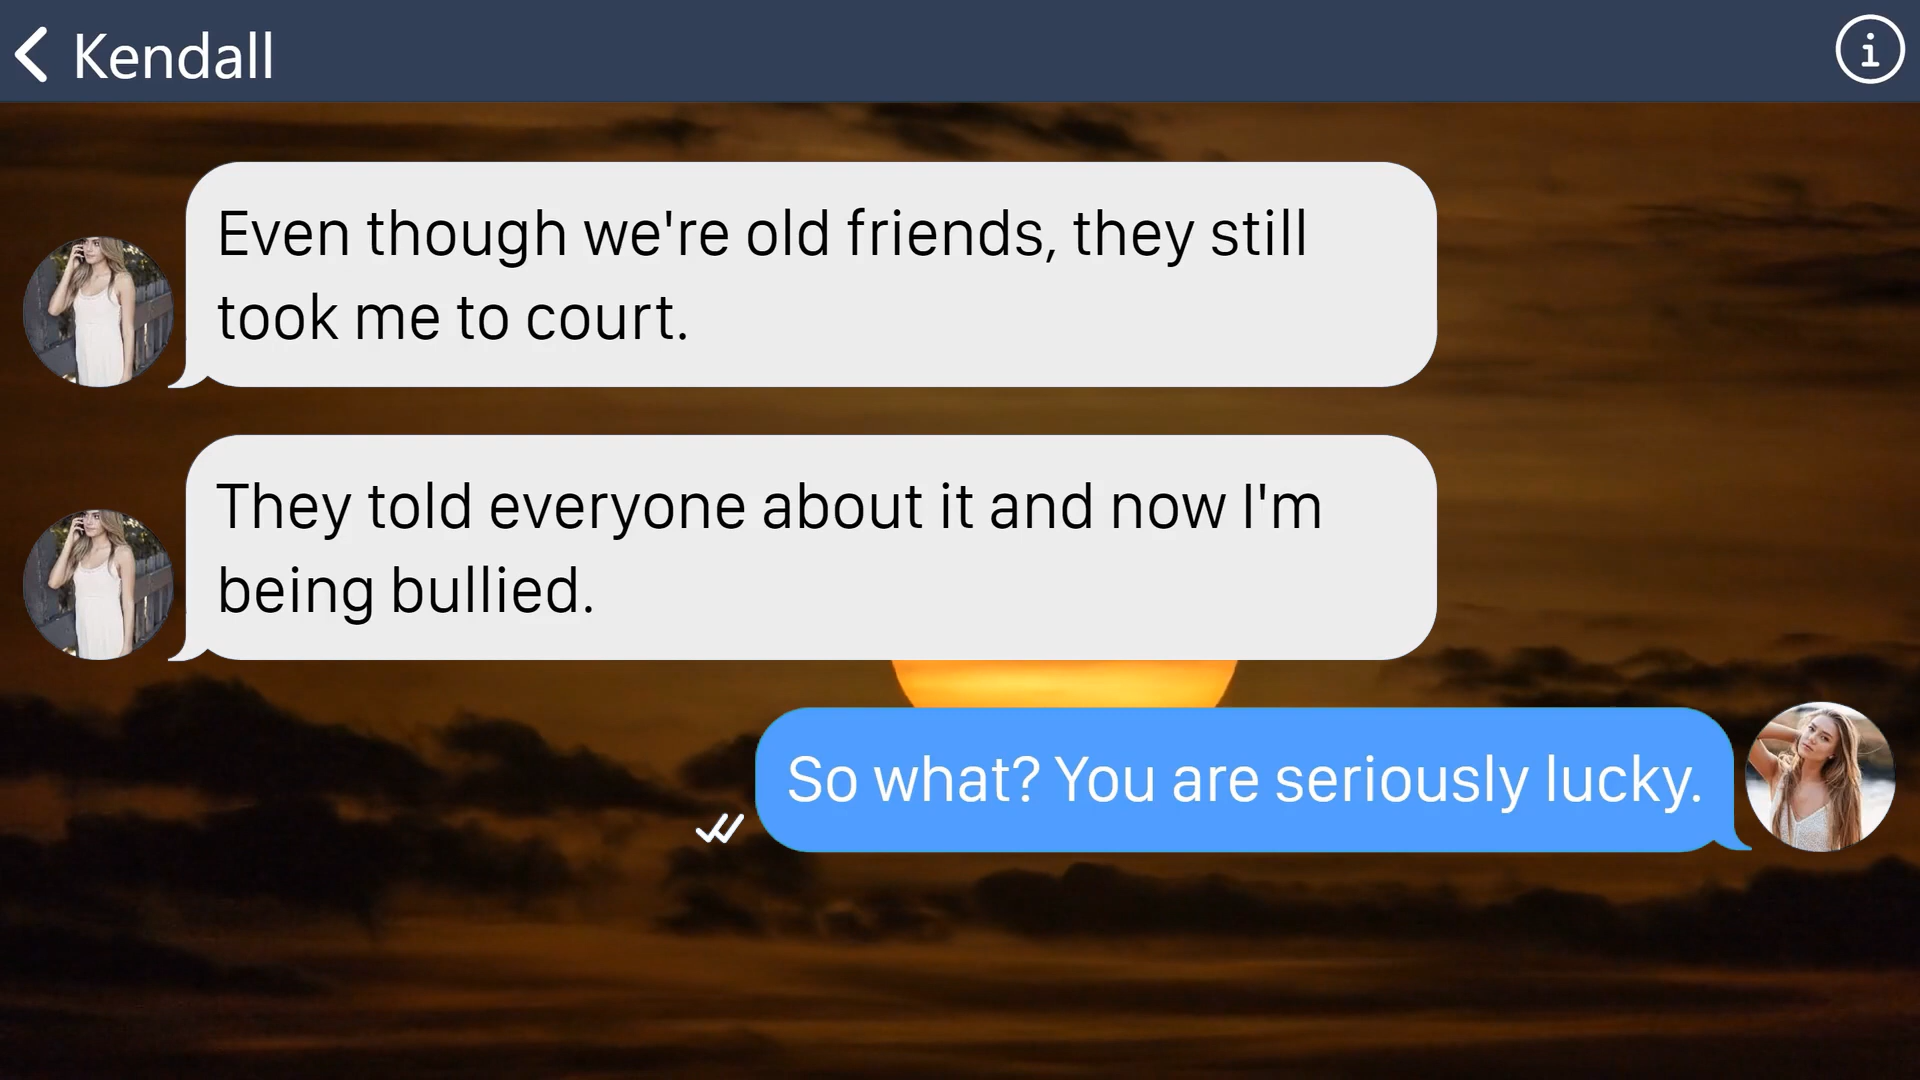 Kendall
Even though we're old friends, they still
took me to court.
They told everyone about it and now I'm
being bullied.
So what? You are seriously lucky.